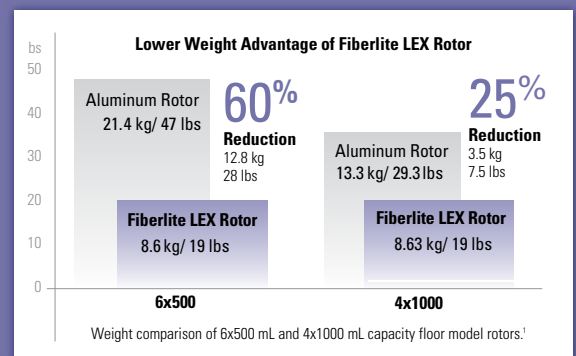 Lower Weight Advantage of Fiberlite LEX Rotor
bs
50
40
30
20
10
0
Aluminum Rotor
21.4 kg/ 47 lbs
60%
Reduction
12.8 kg
28 lbs
Fiberlite LEX Rotor
8.6 kg/ 19 lbs
25%
Reduction
3.5 kg
7.5 lbs
Aluminum Rotor
13.3 kg/ 29.3 lbs
Fiberlite LEX Rotor
8.63 kg/ 19 lbs
6x500
4x1000
Weight comparison of 6x500 mL and 4x1000 mL capacity floor model rotors.¹